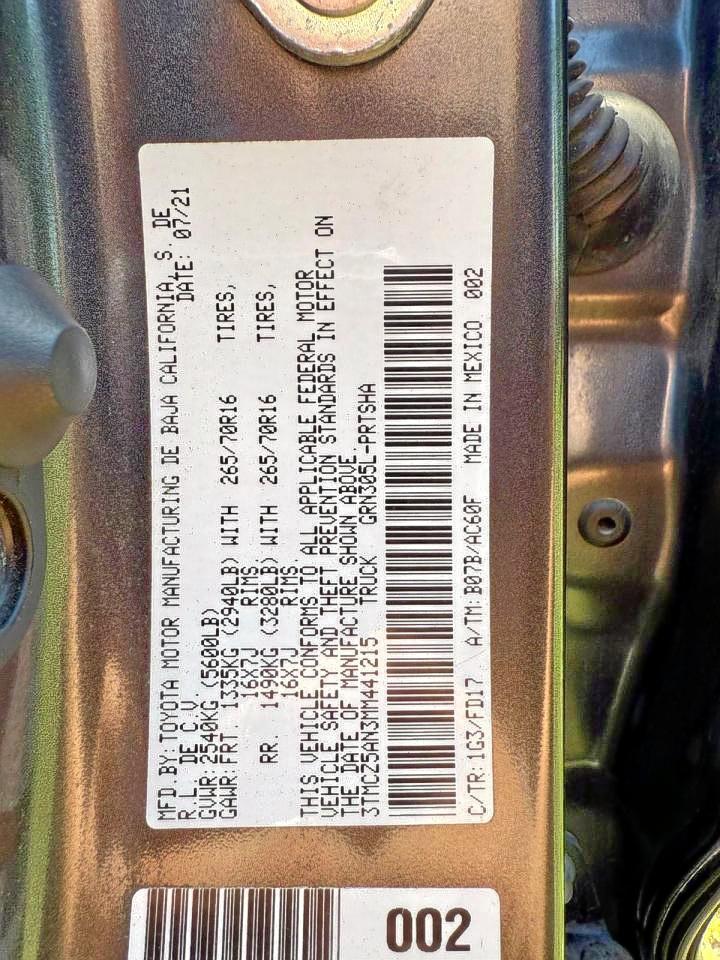 MFD BY: TOYOTA MOTOR MANUFACTURING DE BAJA CALIFORNIA, S. DE
R. L. DE C. V. DATE: 07/21
GVWR: 2540KG (5600LB)
GAWR: FRT 1335KG (2940LB) WITH 265/70R16 TIRES,
16X7J RIMS.
RR. 1490KG (3280LB) WITH 265/70R16 TIRES,
16X7J RIMS.
THIS VEHICLE CONFORMS TO ALL APPLICABLE FEDERAL MOTOR
VEHICLE SAFETY AND THEFT PREVENTION STANDARDS IN EFFECT ON
THE DATE OF MANUFACTURE SHOWN ABOVE.
3TMCZ5AN3MM441215 TRUCK GRN305L-PRTSHA
C/TR: 1G3/FD17 A/TM: B07B/AC60F MADE IN MEXICO 002
002